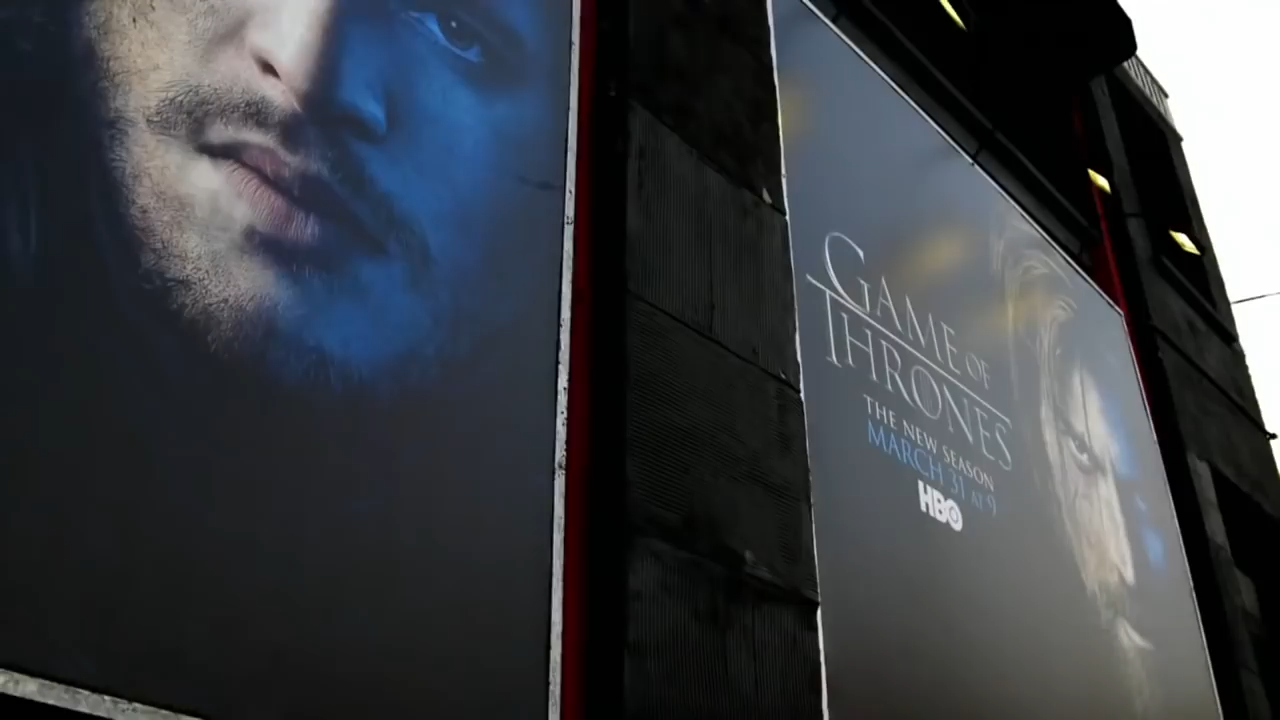 GAME OF
THRONES
THE NEW SEASON
MARCH 31 AT 9
HBO